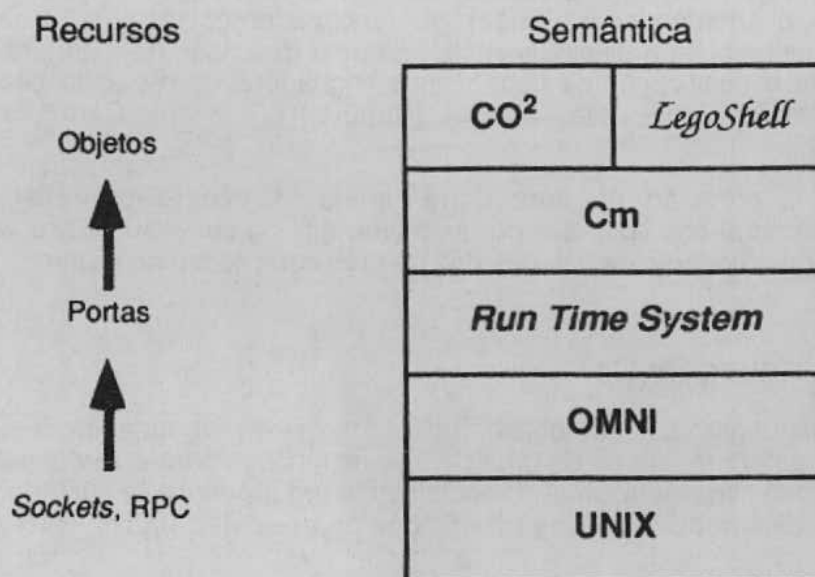 Recursos
Objetos
Portas
Sockets, RPC
Semântica
CO²
LegoShell
Cm
Run Time System
OMNI
UNIX